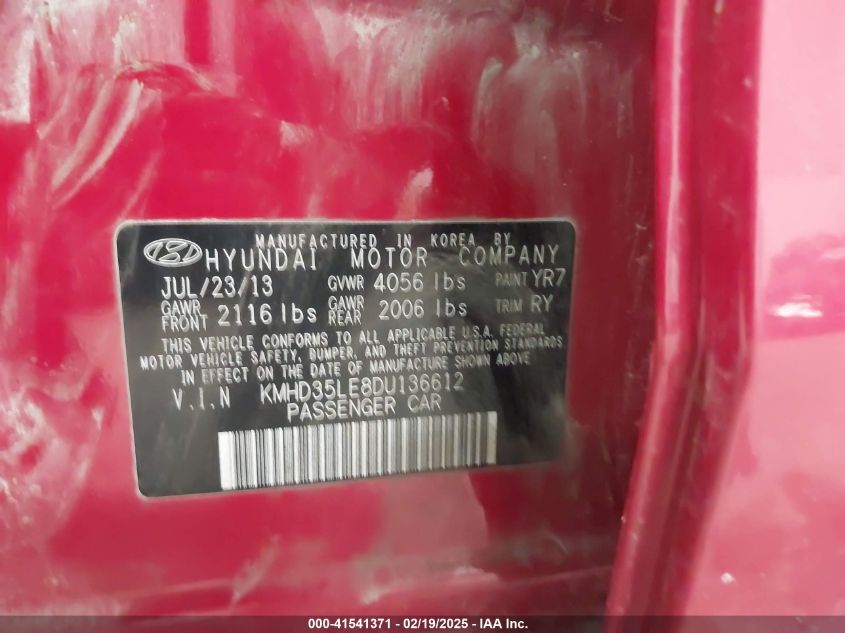 MANUFACTURED IN KOREA BY
HYUNDAI MOTOR COMPANY
JUL/23/13 GVWR 4056 lbs PAINT YR7
GAWR FRONT 2116 lbs GAWR REAR 2006 lbs TRIM RY
THIS VEHICLE CONFORMS TO ALL APPLICABLE U.S.A. FEDERAL
MOTOR VEHICLE SAFETY, BUMPER, AND THEFT PREVENTION STANDARDS
IN EFFECT ON THE DATE OF MANUFACTURE SHOWN ABOVE.
V.I.N KMHD35LE8DU136612
PASSENGER CAR
000-41541371 - 02/19/2025 - IAA Inc.